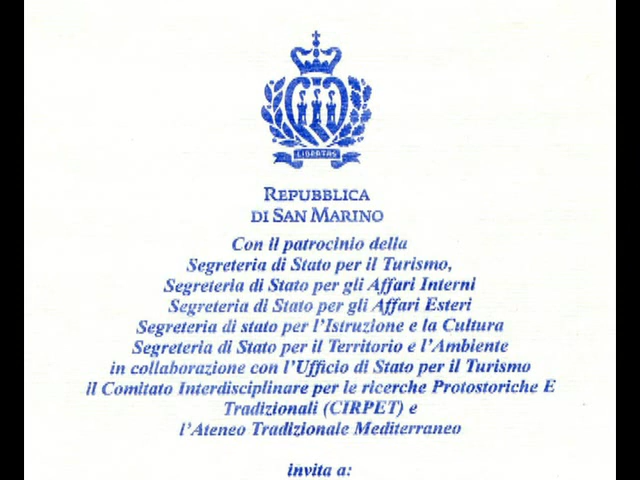 LIBERTAS
REPUBBLICA
DI SAN MARINO
Con il patrocinio della
Segreteria di Stato per il Turismo,
Segreteria di Stato per gli Affari Interni
Segreteria di Stato per gli Affari Esteri
Segreteria di stato per l'Istruzione e la Cultura
Segreteria di Stato per il Territorio e l'Ambiente
in collaborazione con l'Ufficio di Stato per il Turismo
il Comitato Interdisciplinare per le ricerche Protostoriche E
Tradizionali (CIRPET) e
l'Ateneo Tradizionale Mediterraneo
invita a: